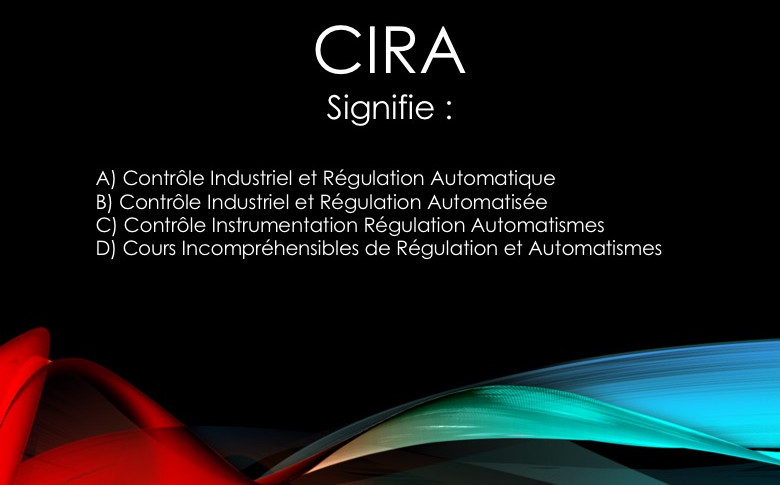 CIRA
Signifie :
A) Contrôle Industriel et Régulation Automatique
B) Contrôle Industriel et Régulation Automatisée
C) Contrôle Instrumentation Régulation Automatismes
D) Cours Incompréhensibles de Régulation et Automatismes